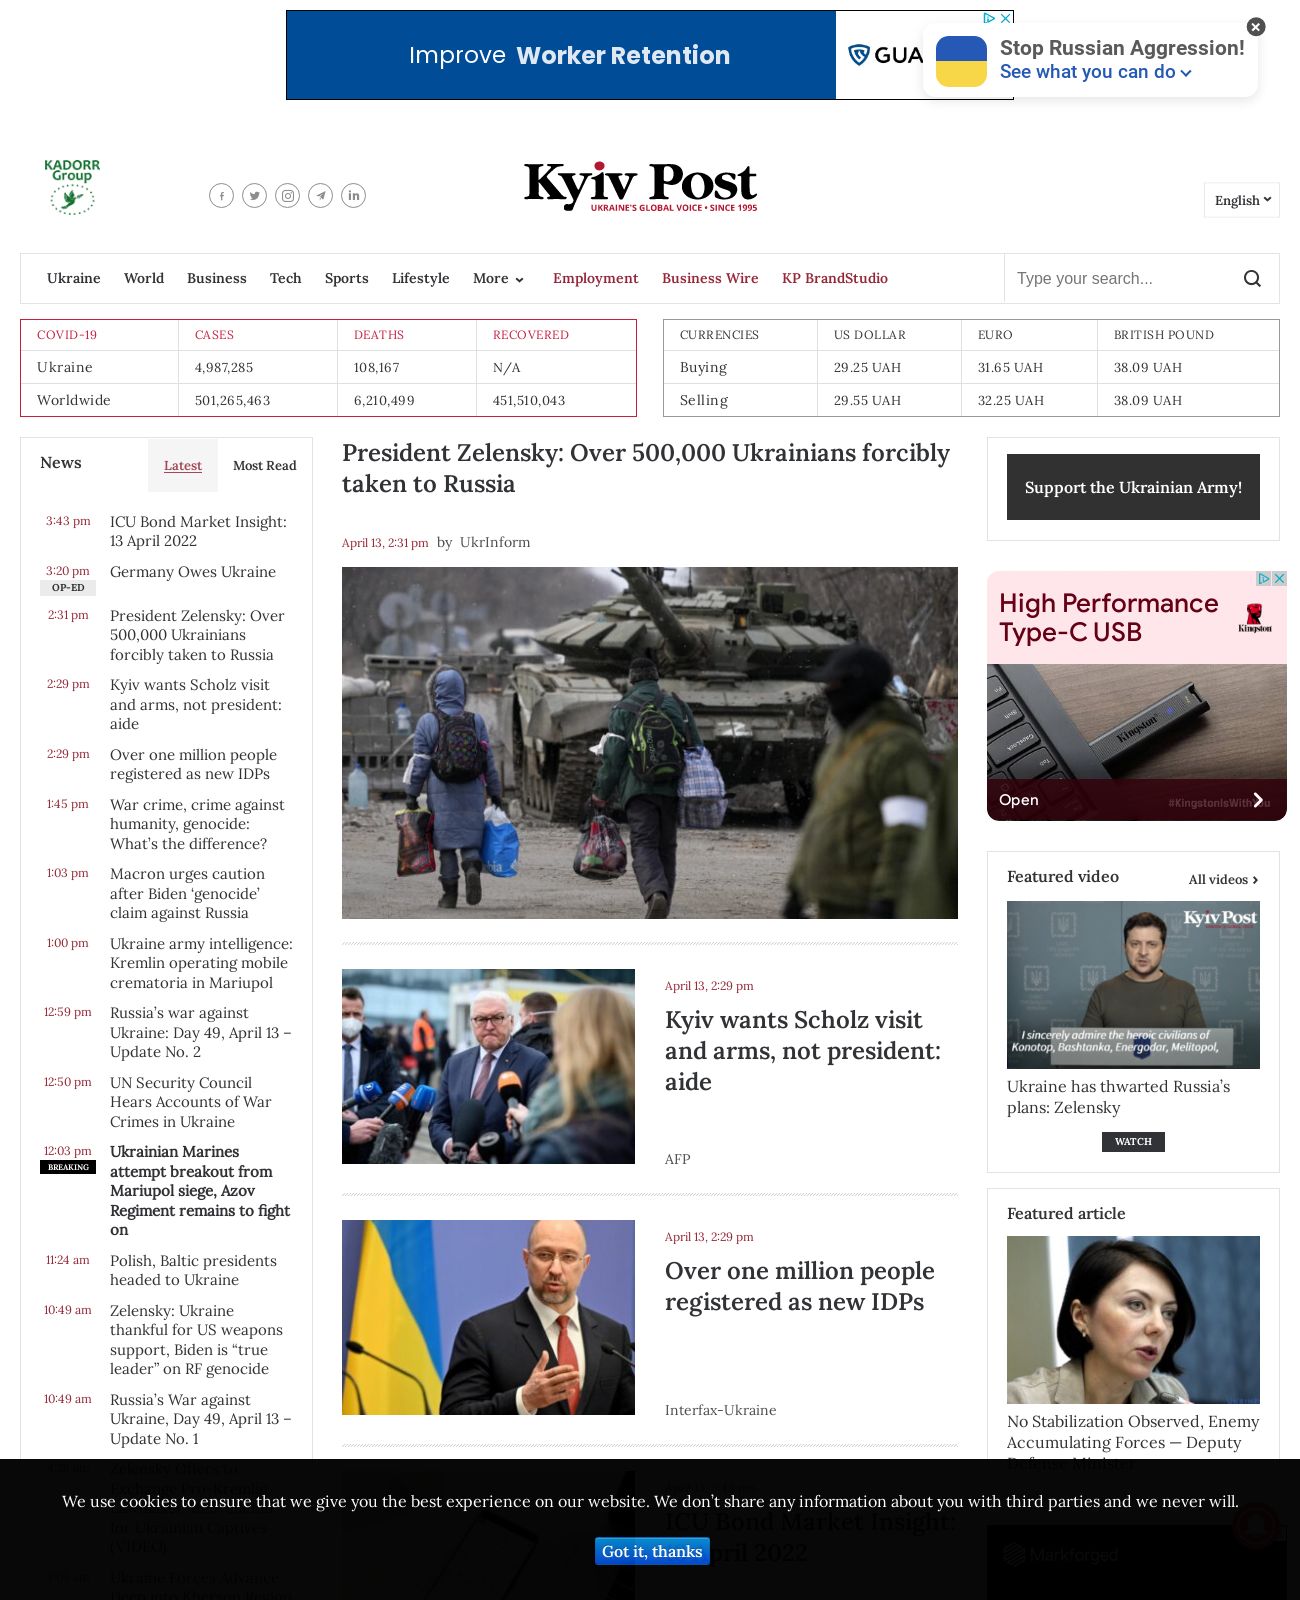 Improve Worker Retention
GUA
Stop Russian Aggression!
See what you can do
KADORR
Group
Kyiv Post
UKRAINE'S GLOBAL VOICE • SINCE 1995
English
Ukraine World Business Tech Sports Lifestyle More Employment Business Wire KP BrandStudio
Type your search...
COVID-19 CASES DEATHS RECOVERED
Ukraine 4,987,285 108,167 N/A
Worldwide 501,265,463 6,210,499 451,510,043
CURRENCIES US DOLLAR EURO BRITISH POUND
Buying 29.25 UAH 31.65 UAH 38.09 UAH
Selling 29.55 UAH 32.25 UAH 38.09 UAH
News Latest Most Read
3:43 pm ICU Bond Market Insight:
13 April 2022
3:20 pm Germany Owes Ukraine
OP-ED
2:31 pm President Zelensky: Over
500,000 Ukrainians
forcibly taken to Russia
2:29 pm Kyiv wants Scholz visit
and arms, not president:
aide
2:29 pm Over one million people
registered as new IDPs
1:45 pm War crime, crime against
humanity, genocide:
What’s the difference?
1:03 pm Macron urges caution
after Biden ‘genocide’
claim against Russia
1:00 pm Ukraine army intelligence:
Kremlin operating mobile
crematoria in Mariupol
12:59 pm Russia’s war against
Ukraine: Day 49, April 13 –
Update No. 2
12:50 pm UN Security Council
Hears Accounts of War
Crimes in Ukraine
12:03 pm Ukrainian Marines
BREAKING attempt breakout from
Mariupol siege, Azov
Regiment remains to fight
on
11:24 am Polish, Baltic presidents
headed to Ukraine
10:49 am Zelensky: Ukraine
thankful for US weapons
support, Biden is “true
leader” on RF genocide
10:49 am Russia’s War against
Ukraine, Day 49, April 13 –
Update No. 1
President Zelensky: Over 500,000 Ukrainians forcibly
taken to Russia
April 13, 2:31 pm by UkrInform
April 13, 2:29 pm
Kyiv wants Scholz visit
and arms, not president:
aide
AFP
April 13, 2:29 pm
Over one million people
registered as new IDPs
Interfax-Ukraine
ICU Bond Market Insight:
April 2022
Support the Ukrainian Army!
High Performance
Type-C USB
Kingston
Kingston
Open
#KingstonIsWithYou
Featured video All videos
Kyiv Post
I sincerely admire the heroic civilians of
Konotop, Bashtanka, Energodar, Melitopol,
Ukraine has thwarted Russia’s
plans: Zelensky
WATCH
Featured article
No Stabilization Observed, Enemy
Accumulating Forces — Deputy
Defense Minister
Markforged
We use cookies to ensure that we give you the best experience on our website. We don’t share any information about you with third parties and we never will.
Got it, thanks